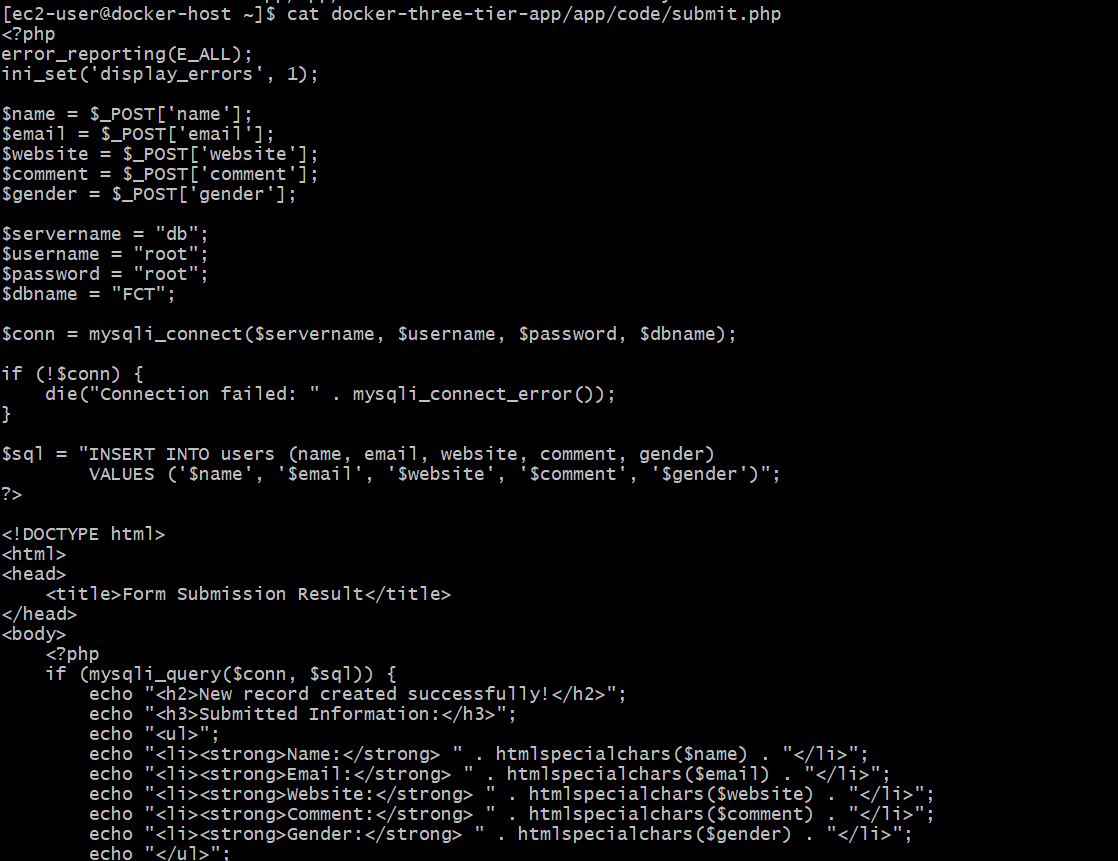 [ec2-user@docker-host ~]$ cat docker-three-tier-app/app/code/submit.php
<?php
error_reporting(E_ALL);
ini_set('display_errors', 1);

$name = $_POST['name'];
$email = $_POST['email'];
$website = $_POST['website'];
$comment = $_POST['comment'];
$gender = $_POST['gender'];

$servername = "db";
$username = "root";
$password = "root";
$dbname = "FCT";

$conn = mysqli_connect($servername, $username, $password, $dbname);

if (!$conn) {
    die("Connection failed: " . mysqli_connect_error());
}

$sql = "INSERT INTO users (name, email, website, comment, gender)
        VALUES ('$name', '$email', '$website', '$comment', '$gender')";
?>

<!DOCTYPE html>
<html>
<head>
    <title>Form Submission Result</title>
</head>
<body>
    <?php
    if (mysqli_query($conn, $sql)) {
        echo "<h2>New record created successfully!</h2>";
        echo "<h3>Submitted Information:</h3>";
        echo "<ul>";
        echo "<li><strong>Name:</strong> " . htmlspecialchars($name) . "</li>";
        echo "<li><strong>Email:</strong> " . htmlspecialchars($email) . "</li>";
        echo "<li><strong>Website:</strong> " . htmlspecialchars($website) . "</li>";
        echo "<li><strong>Comment:</strong> " . htmlspecialchars($comment) . "</li>";
        echo "<li><strong>Gender:</strong> " . htmlspecialchars($gender) . "</li>";
        echo "</ul>";